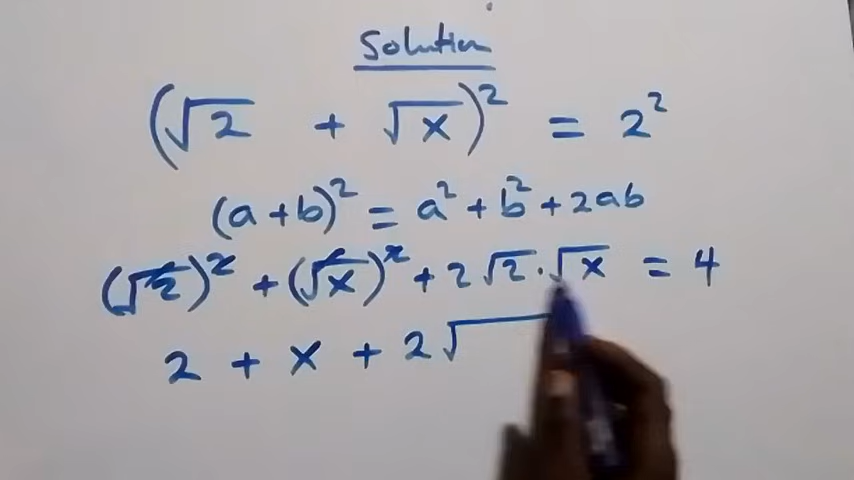 Solution
(√2 + √x)² = 2²
(a+b)² = a² + b² + 2ab
(√2)² + (√x)² + 2√2·√x = 4
2 + x + 2√